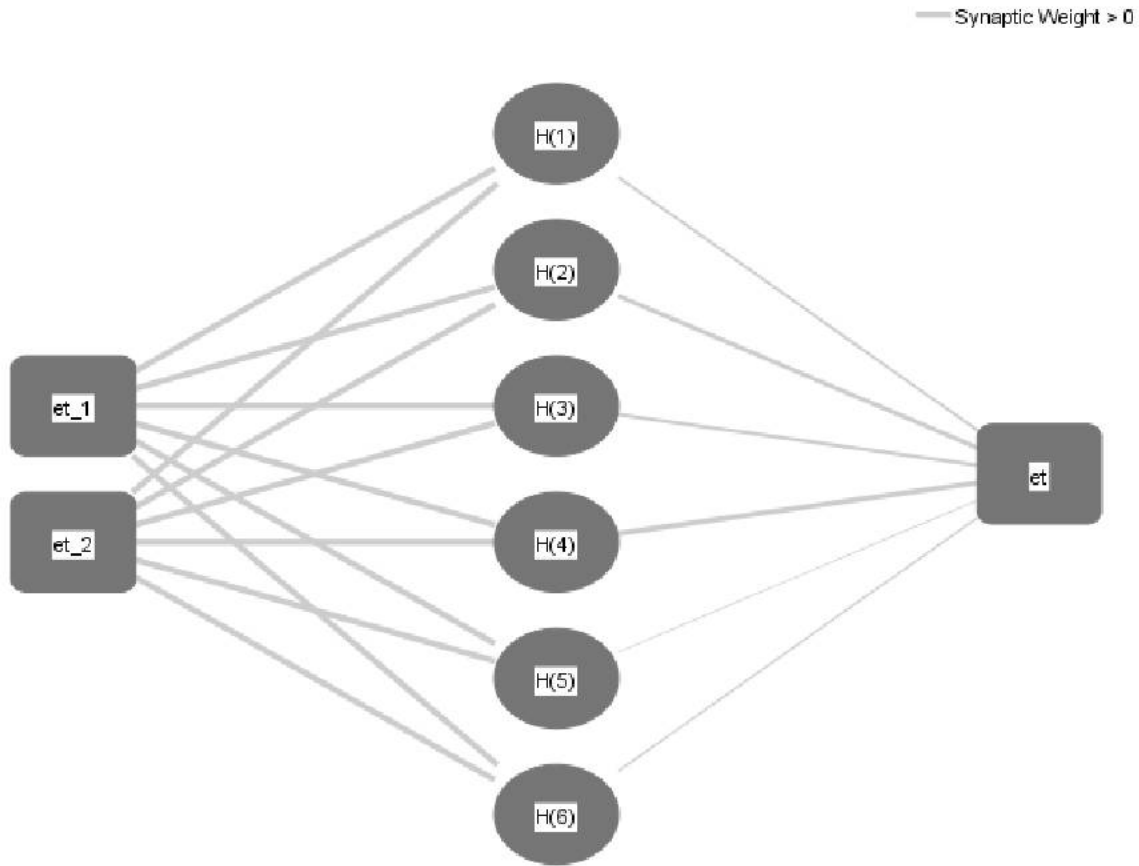 Synaptic Weight > 0
H(1)
H(2)
et_1
H(3)
et
et_2
H(4)
H(5)
H(6)